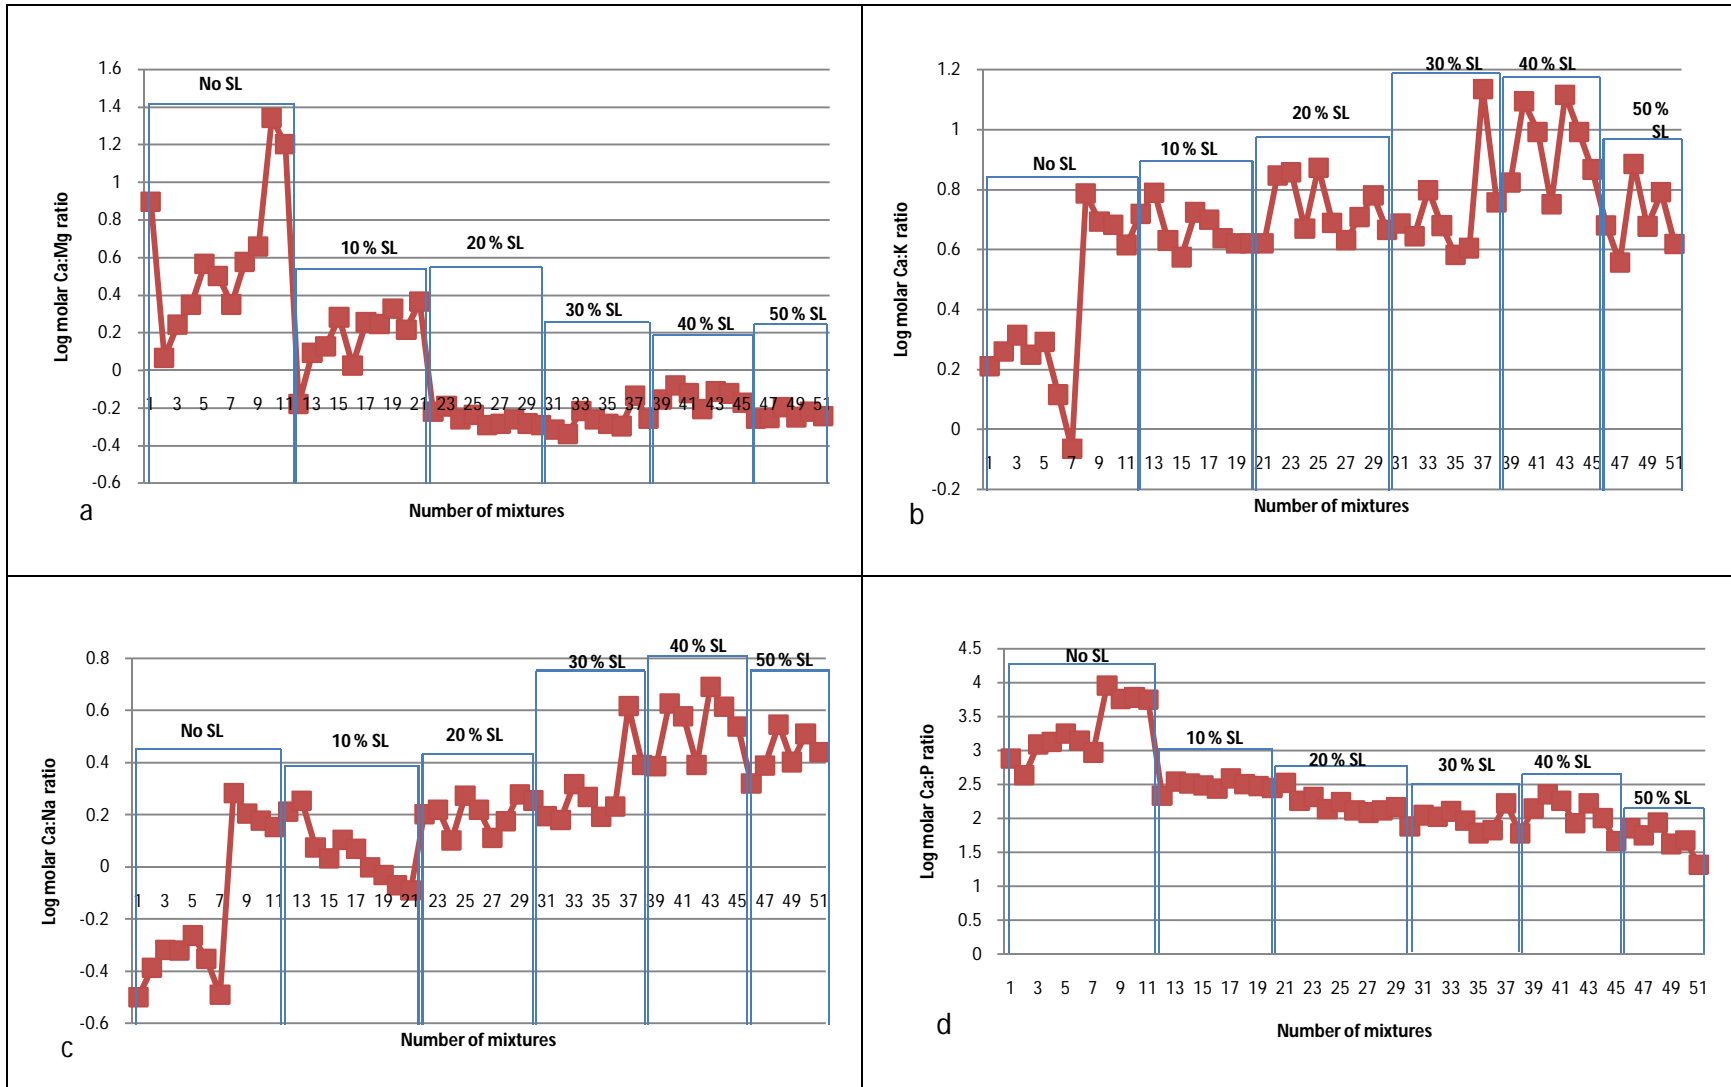 1.6
1.4
1.2
1
0.8
0.6
0.4
0.2
0
-0.2
-0.4
-0.6
Log molar Ca:Mg ratio
No SL
10 % SL
20 % SL
30 % SL
40 % SL
50 % SL
1 3 5 7 9 11 13 15 17 19 21 23 25 27 29 31 33 35 37 39 41 43 45 47 49 51
Number of mixtures
a
1.2
1
0.8
0.6
0.4
0.2
0
-0.2
Log molar Ca:K ratio
No SL
10 % SL
20 % SL
30 % SL
40 % SL
50 %
SL
1 3 5 7 9 11 13 15 17 19 21 23 25 27 29 31 33 35 37 39 41 43 45 47 49 51
Number of mixtures
b
0.8
0.6
0.4
0.2
0
-0.2
-0.4
-0.6
Log molar Ca:Na ratio
No SL
10 % SL
20 % SL
30 % SL
40 % SL
50 % SL
1 3 5 7 9 11 13 15 17 19 21 23 25 27 29 31 33 35 37 39 41 43 45 47 49 51
Number of mixtures
c
4.5
4
3.5
3
2.5
2
1.5
1
0.5
0
Log molar Ca:P ratio
No SL
10 % SL
20 % SL
30 % SL
40 % SL
50 % SL
1 3 5 7 9 11 13 15 17 19 21 23 25 27 29 31 33 35 37 39 41 43 45 47 49 51
Number of mixtures
d